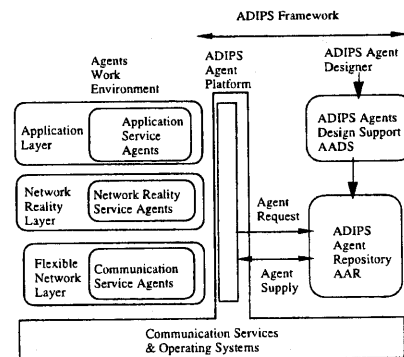 ADIPS Framework
Agents
Work
Environment
ADIPS
Agent
Platform
ADIPS Agent
Designer
Application
Layer
Application
Service
Agents
ADIPS Agents
Design Support
AADS
Network
Reality
Layer
Network Reality
Service Agents
Agent
Request
ADIPS
Agent
Repository
AAR
Agent
Supply
Flexible
Network
Layer
Communication
Service Agents
Communication Services
& Operating Systems